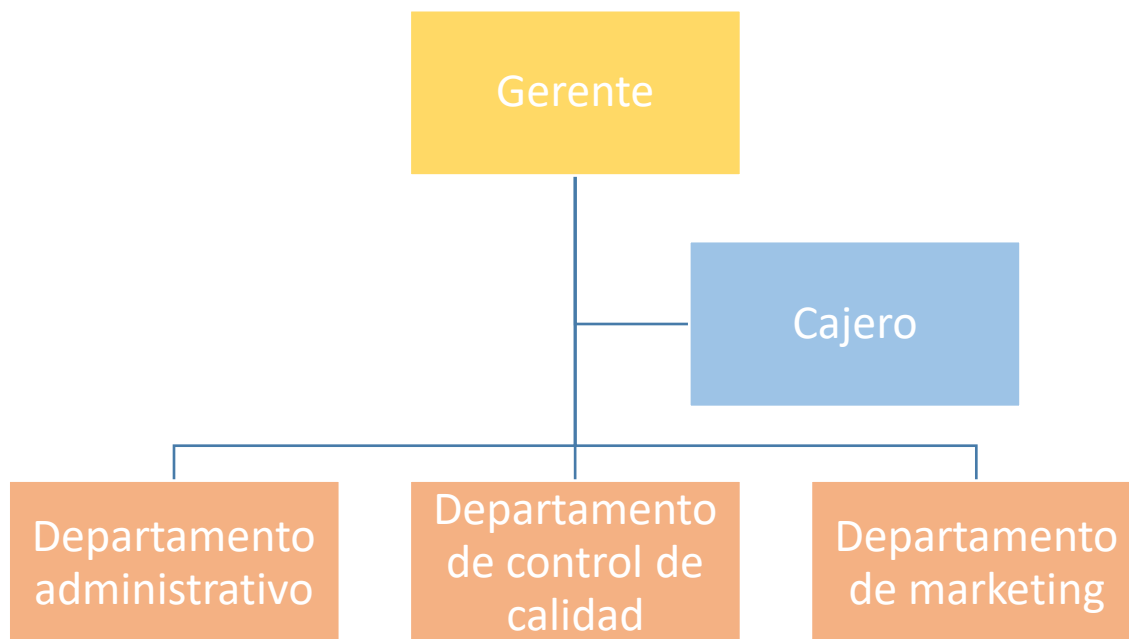 Gerente
Cajero
Departamento
administrativo
Departamento
de control de
calidad
Departamento
de marketing